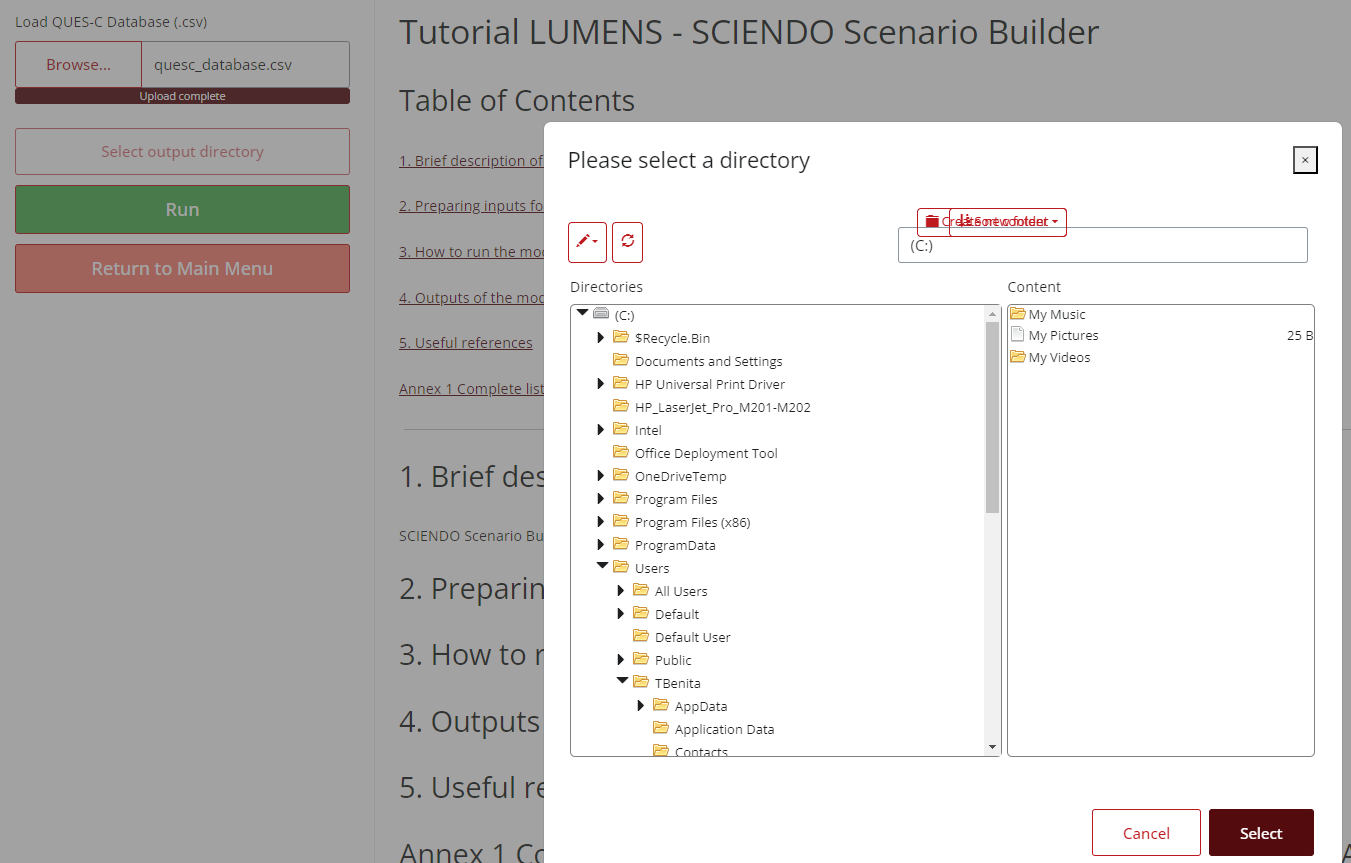 Load QUES-C Database (.csv)
Browse...
quesc_database.csv
Upload complete
Select output directory
Run
Return to Main Menu
Tutorial LUMENS - SCIENDO Scenario Builder
Table of Contents
1. Brief description of
2. Preparing inputs fo
3. How to run the mo
4. Outputs of the mod
5. Useful references
Annex 1 Complete list
1. Brief des
SCIENDO Scenario Bu
2. Preparin
3. How to r
4. Outputs
5. Useful re
Annex 1 Co
Please select a directory
×
Create new folder
Sort content
(C:)
Directories
(C:)
$Recycle.Bin
Documents and Settings
HP Universal Print Driver
HP_LaserJet_Pro_M201-M202
Intel
Office Deployment Tool
OneDriveTemp
Program Files
Program Files (x86)
ProgramData
Users
All Users
Default
Default User
Public
TBenita
AppData
Application Data
Contacts
Content
My Music
My Pictures 25 B
My Videos
Cancel
Select